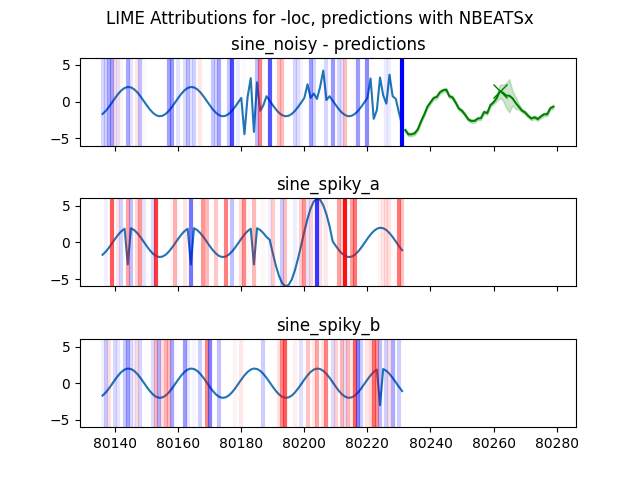 LIME Attributions for -loc, predictions with NBEATSx
sine_noisy - predictions
5
0
−5
sine_spiky_a
5
0
−5
sine_spiky_b
5
0
−5
80140 80160 80180 80200 80220 80240 80260 80280